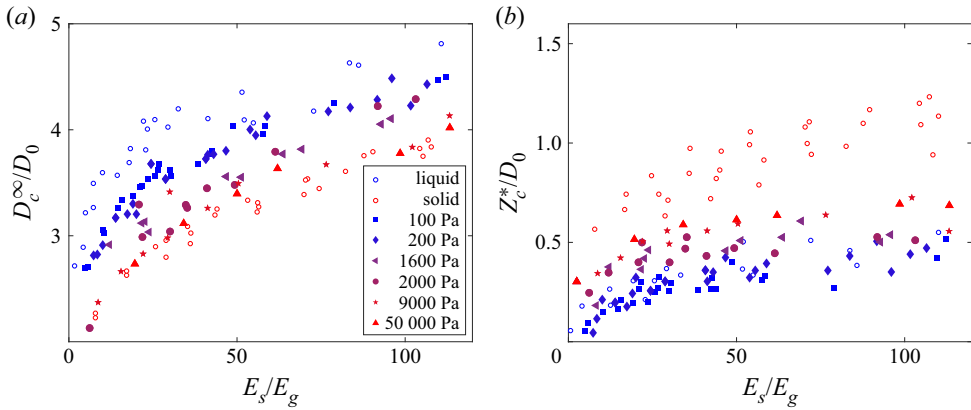 (a)
5
4
3
0
50
100
D_c^∞/D_0
E_s/E_g
liquid
solid
100 Pa
200 Pa
1600 Pa
2000 Pa
9000 Pa
50 000 Pa
(b)
1.5
1.0
0.5
0
50
100
Z_c^*/D_0
E_s/E_g